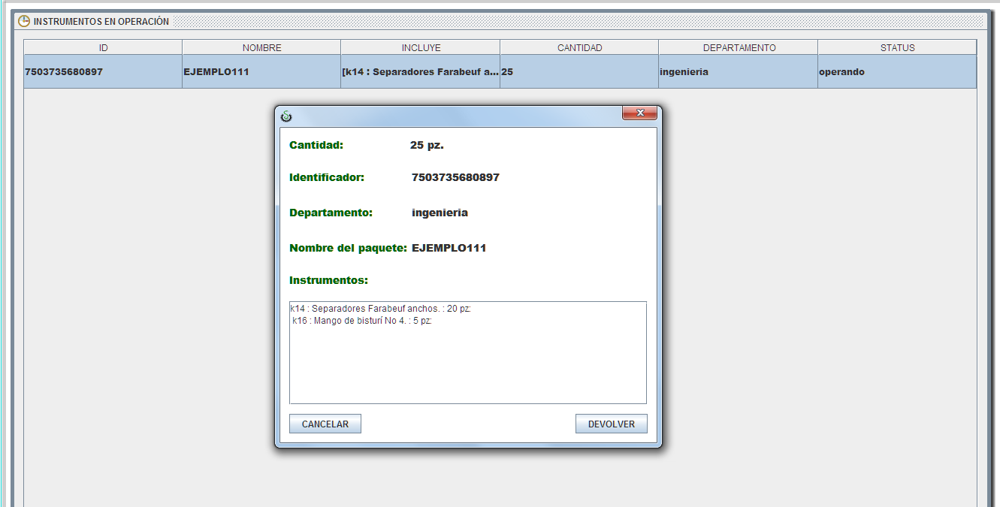 INSTRUMENTOS EN OPERACIÓN
ID NOMBRE INCLUYE CANTIDAD DEPARTAMENTO STATUS
7503735680897 EJEMPLO111 [k14 : Separadores Farabeuf a... 25 ingenieria operando
Cantidad: 25 pz.
Identificador: 7503735680897
Departamento: ingenieria
Nombre del paquete: EJEMPLO111
Instrumentos:
k14 : Separadores Farabeuf anchos. : 20 pz:
k16 : Mango de bisturí No 4. : 5 pz:
CANCELAR DEVOLVER